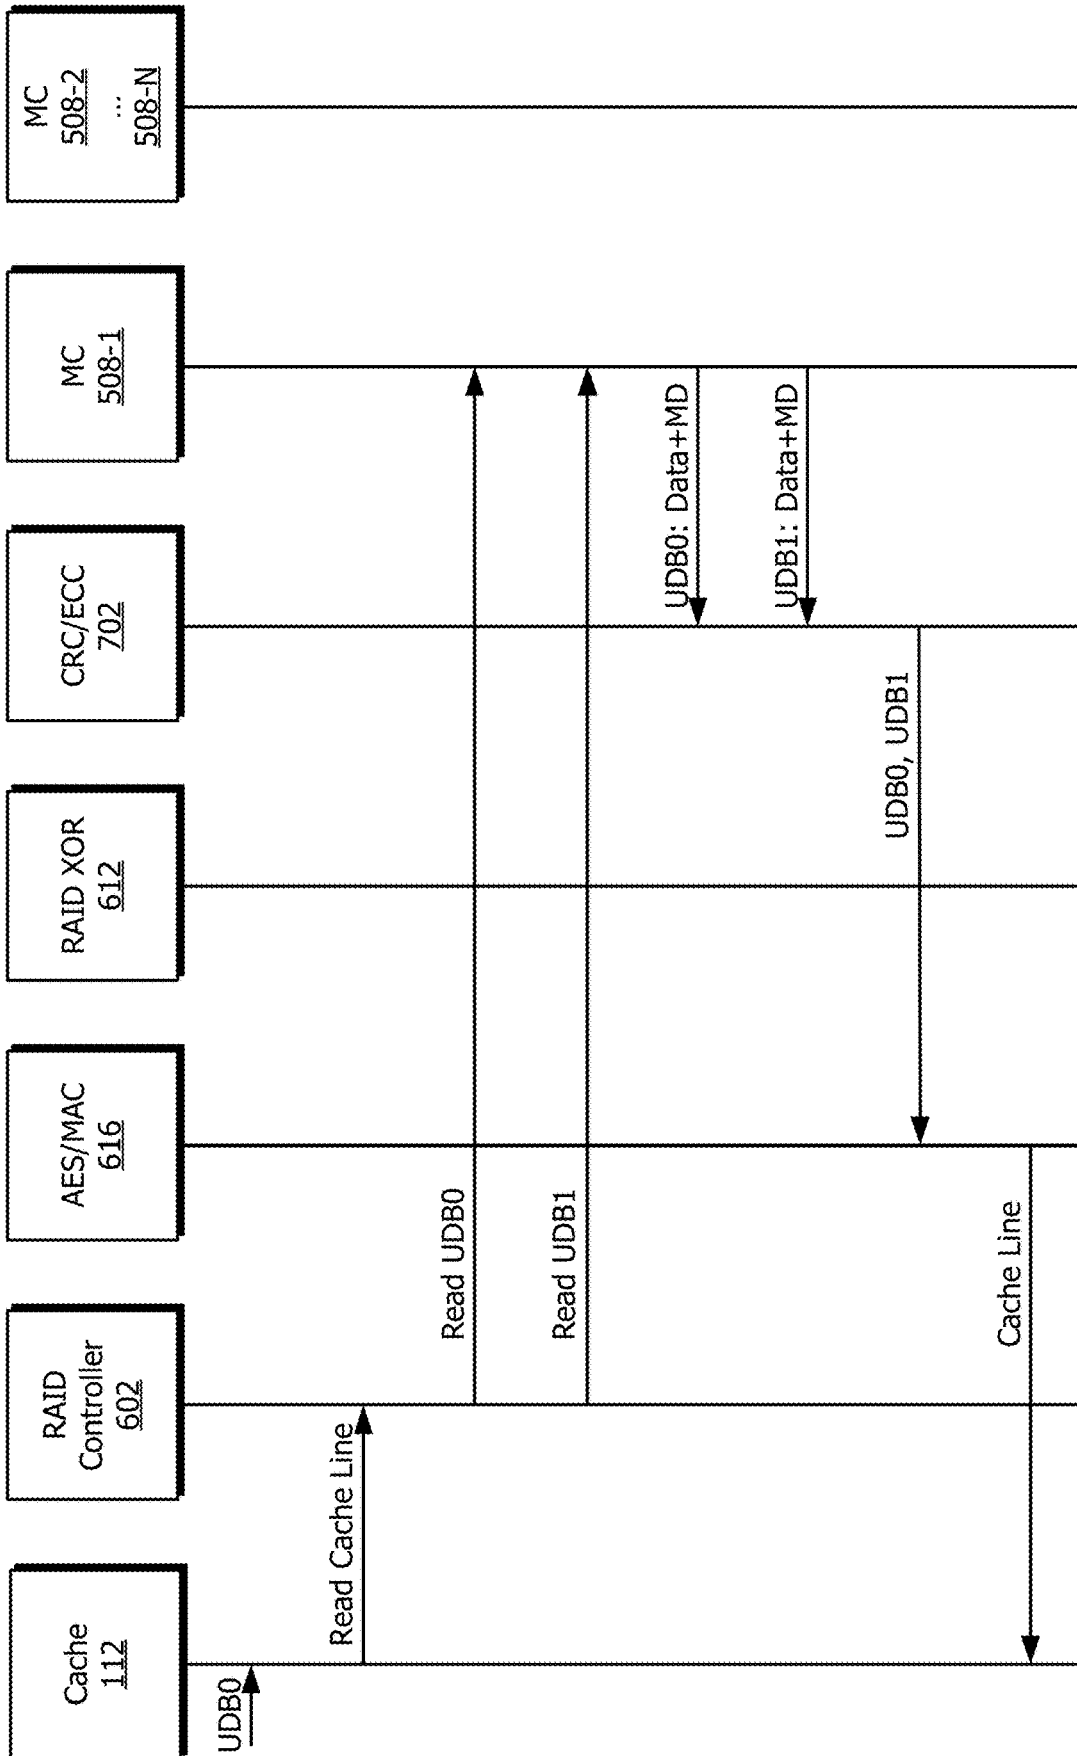 Cache
112
RAID
Controller
602
AES/MAC
616
RAID XOR
612
CRC/ECC
702
MC
508-1
MC
508-2
...
508-N
UDB0
Read Cache Line
Read UDB0
Read UDB1
UDB0: Data+MD
UDB1: Data+MD
UDB0, UDB1
Cache Line